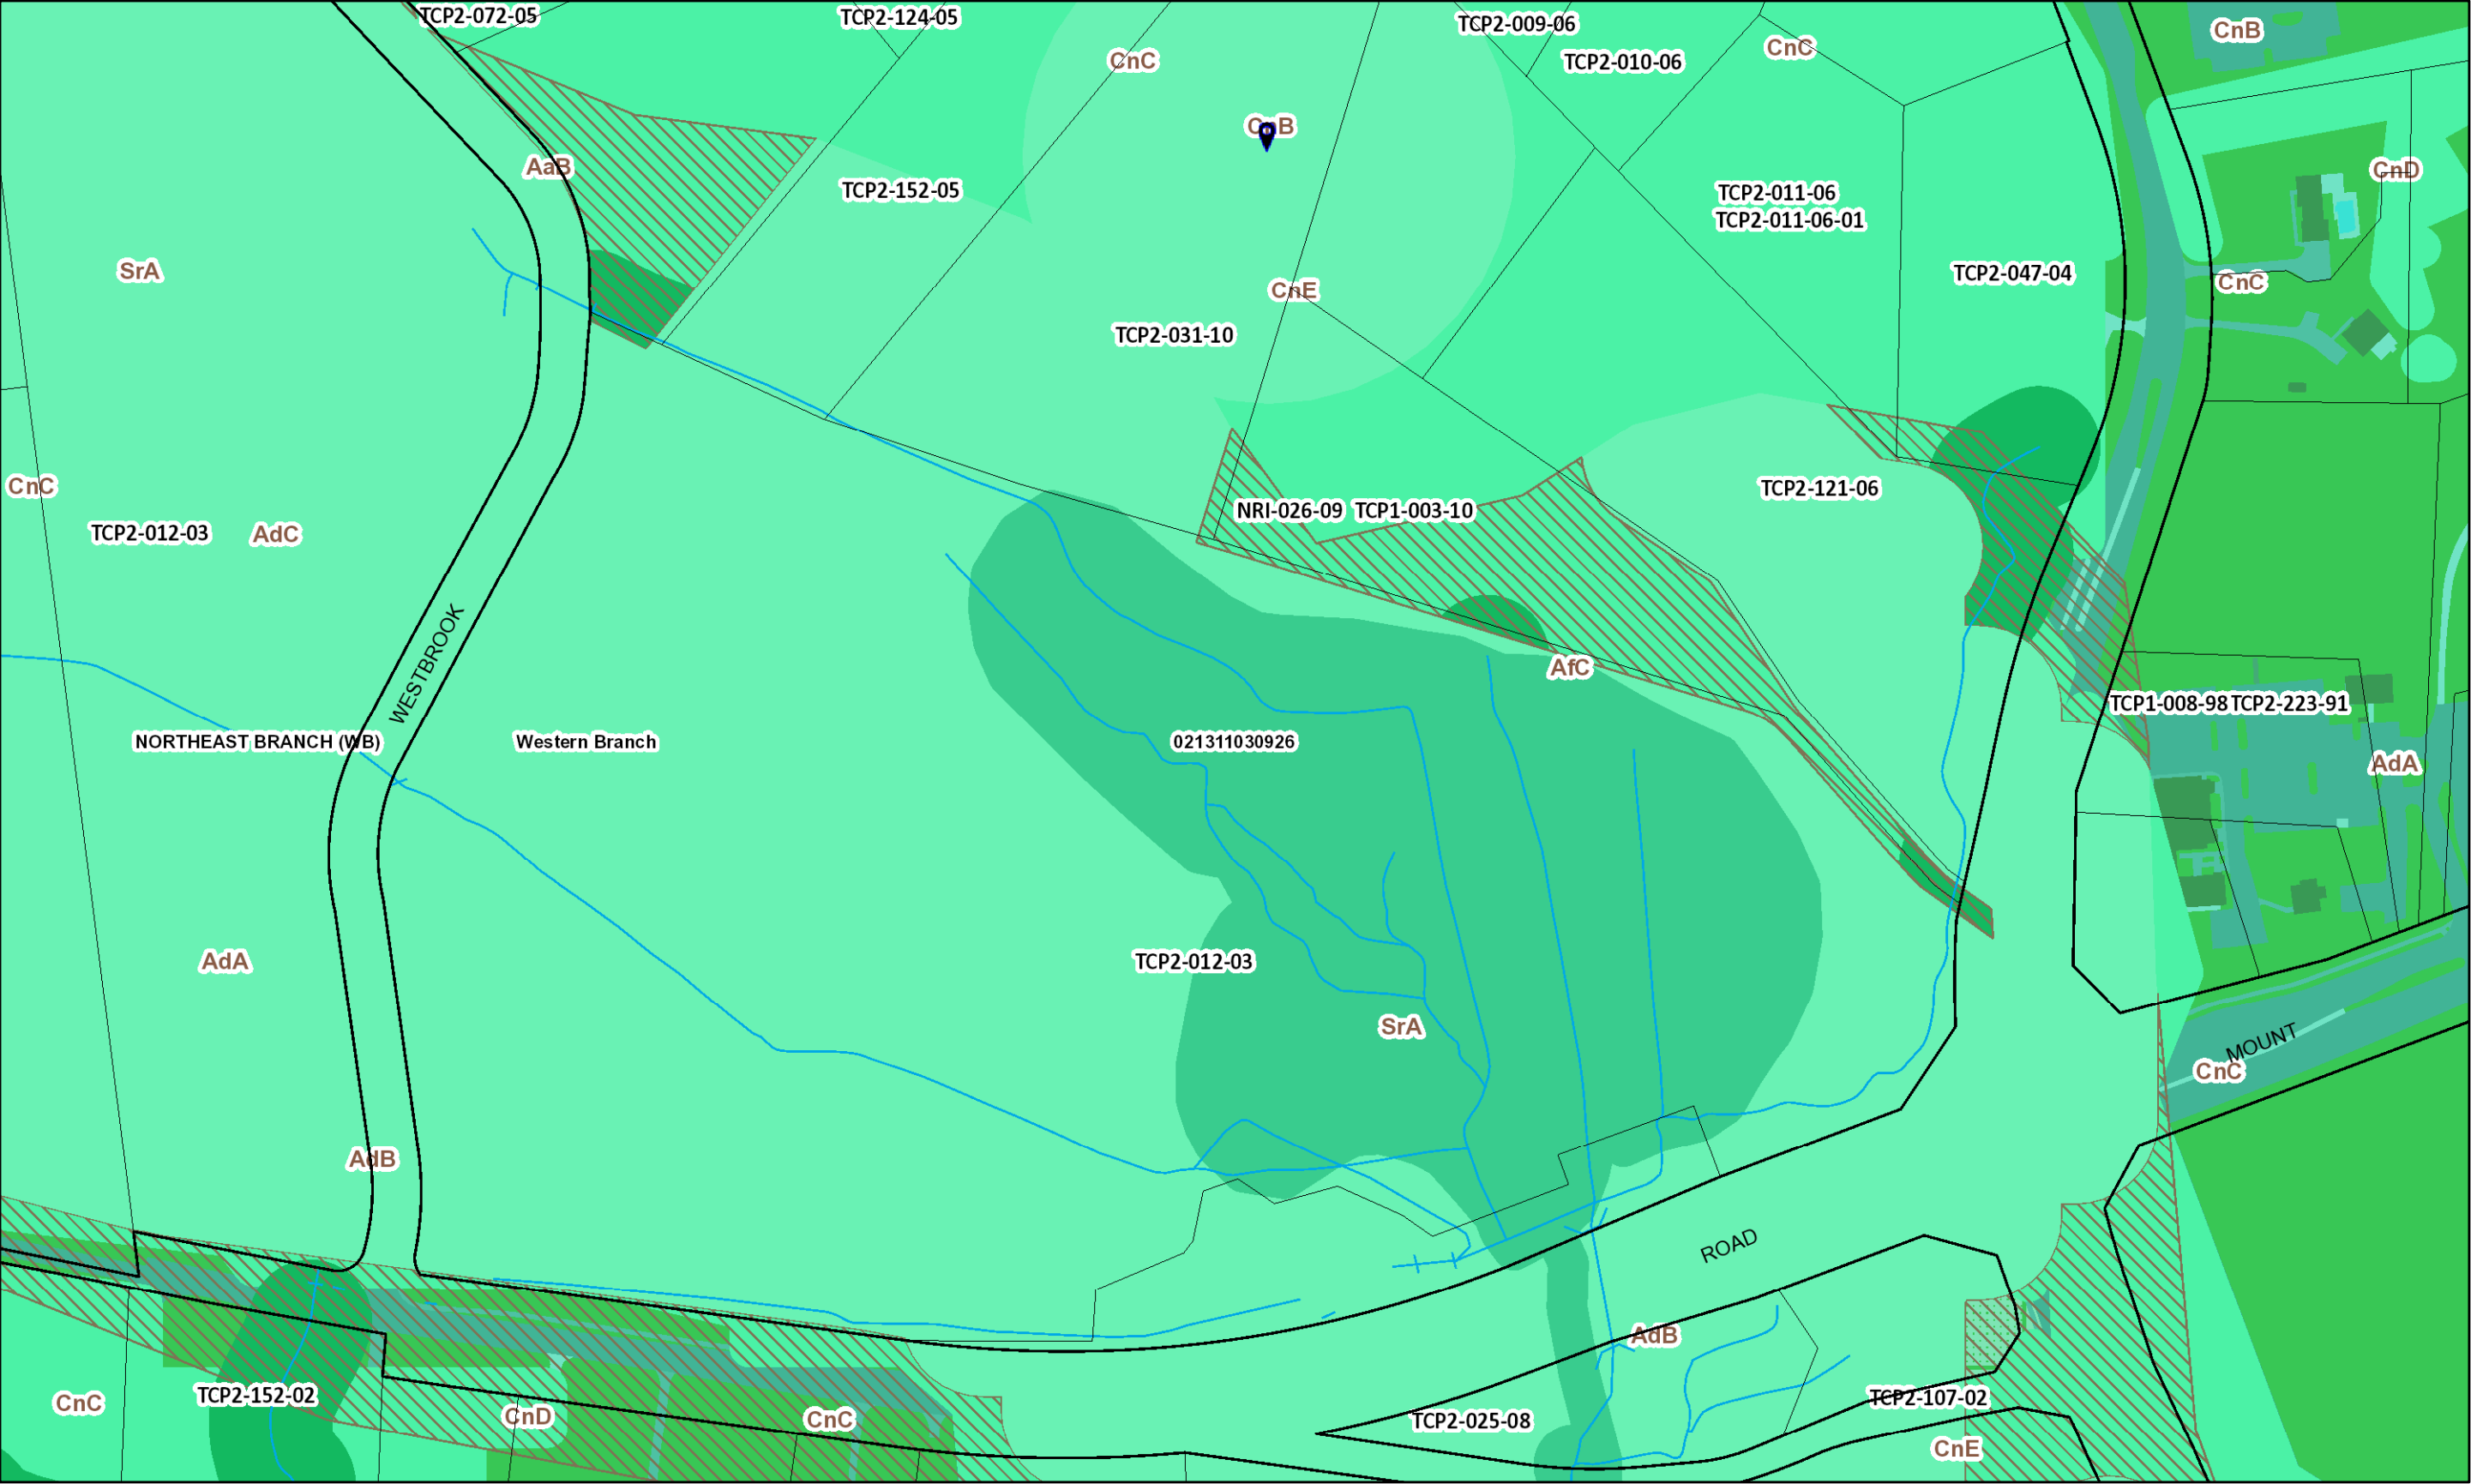 TCP2-072-05
TCP2-124-05
TCP2-009-06
CnB
CnC
CnC
TCP2-010-06
CnB
AaB
CnD
TCP2-152-05
TCP2-011-06
TCP2-011-06-01
SrA
TCP2-047-04
CnC
CnE
TCP2-031-10
CnC
TCP2-121-06
NRI-026-09
TCP1-003-10
TCP2-012-03
AdC
WESTBROOK
AfC
TCP1-008-98
TCP2-223-91
NORTHEAST BRANCH (WB)
Western Branch
021311030926
AdA
AdA
TCP2-012-03
SrA
MOUNT
CnC
AdB
ROAD
AdB
TCP2-152-02
CnC
CnD
CnC
TCP2-025-08
TCP2-107-02
CnE